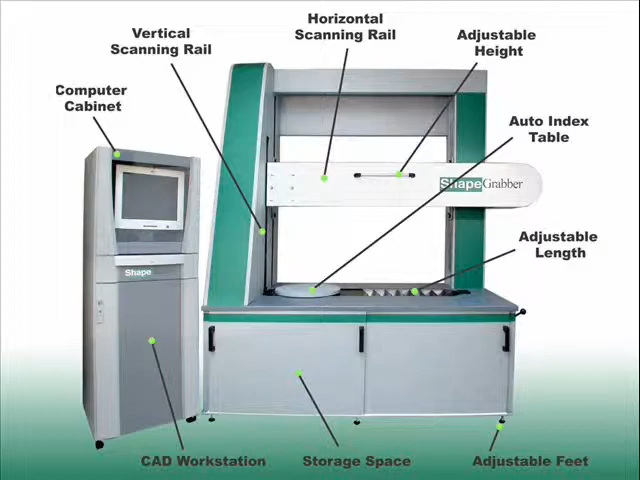 Horizontal
Scanning Rail
Vertical
Scanning Rail
Adjustable
Height
Computer
Cabinet
Auto Index
Table
ShapeGrabber
Adjustable
Length
Shape
CAD Workstation
Storage Space
Adjustable Feet